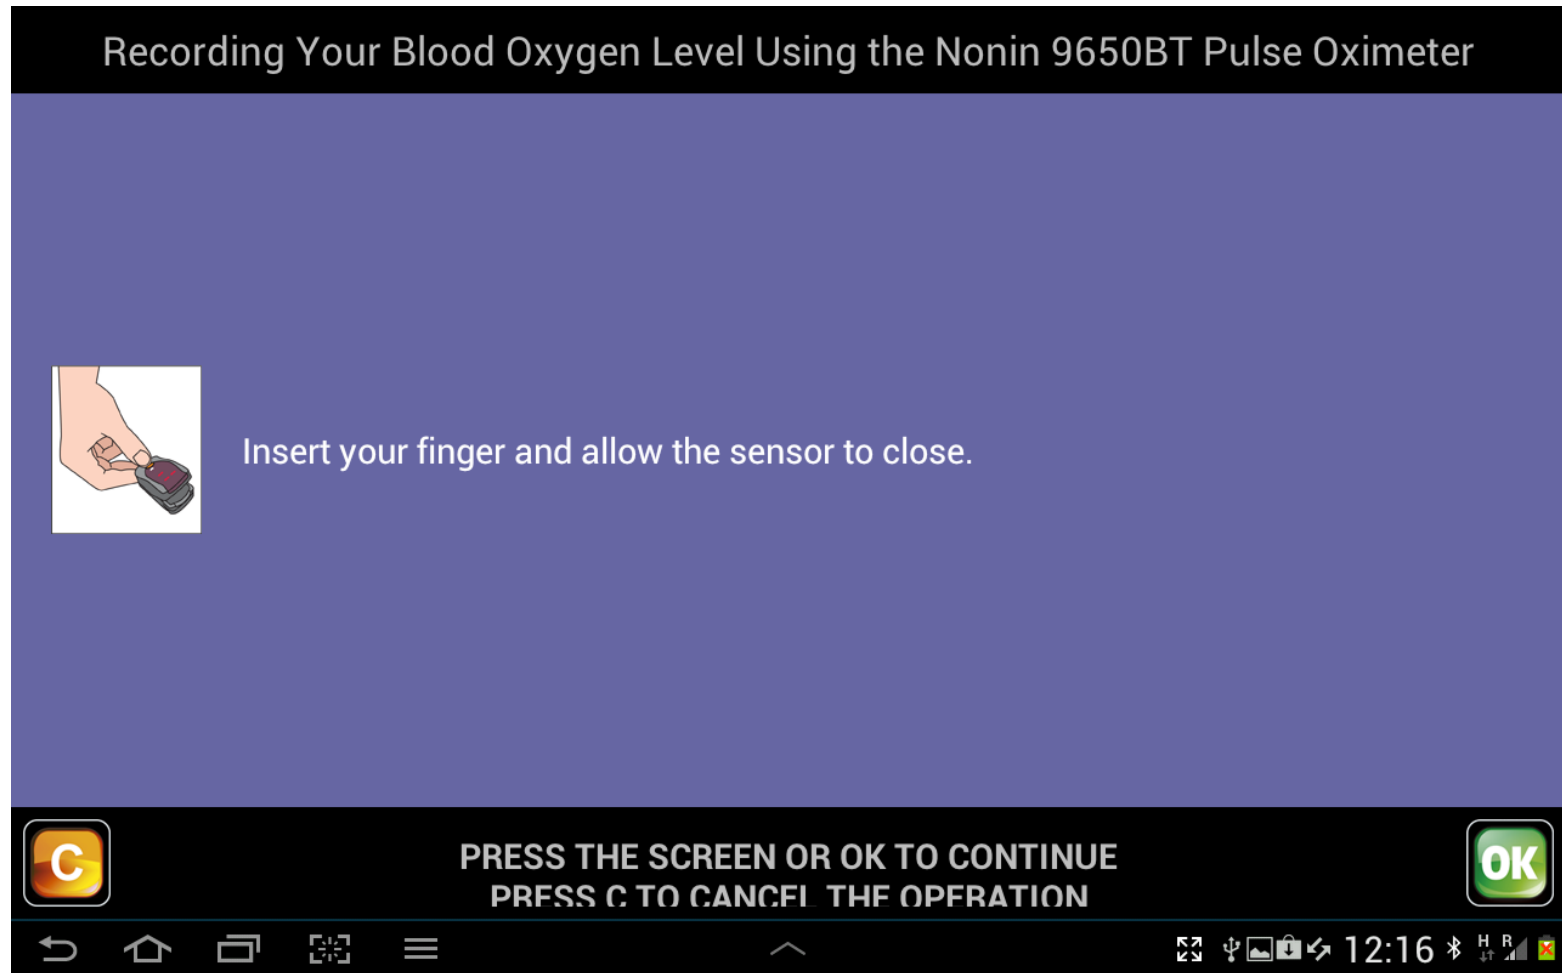 Recording Your Blood Oxygen Level Using the Nonin 9650BT Pulse Oximeter
Insert your finger and allow the sensor to close.
C
PRESS THE SCREEN OR OK TO CONTINUE
PRESS C TO CANCEL THE OPERATION
OK
12:16
H R